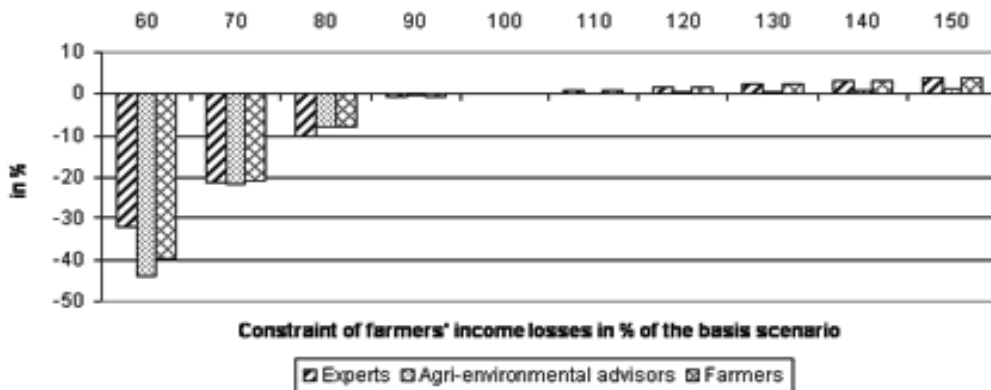 60 70 80 90 100 110 120 130 140 150
10
0
-10
-20
-30
-40
-50
in %
Constraint of farmers' income losses in % of the basis scenario
Experts Agri-environmental advisors Farmers